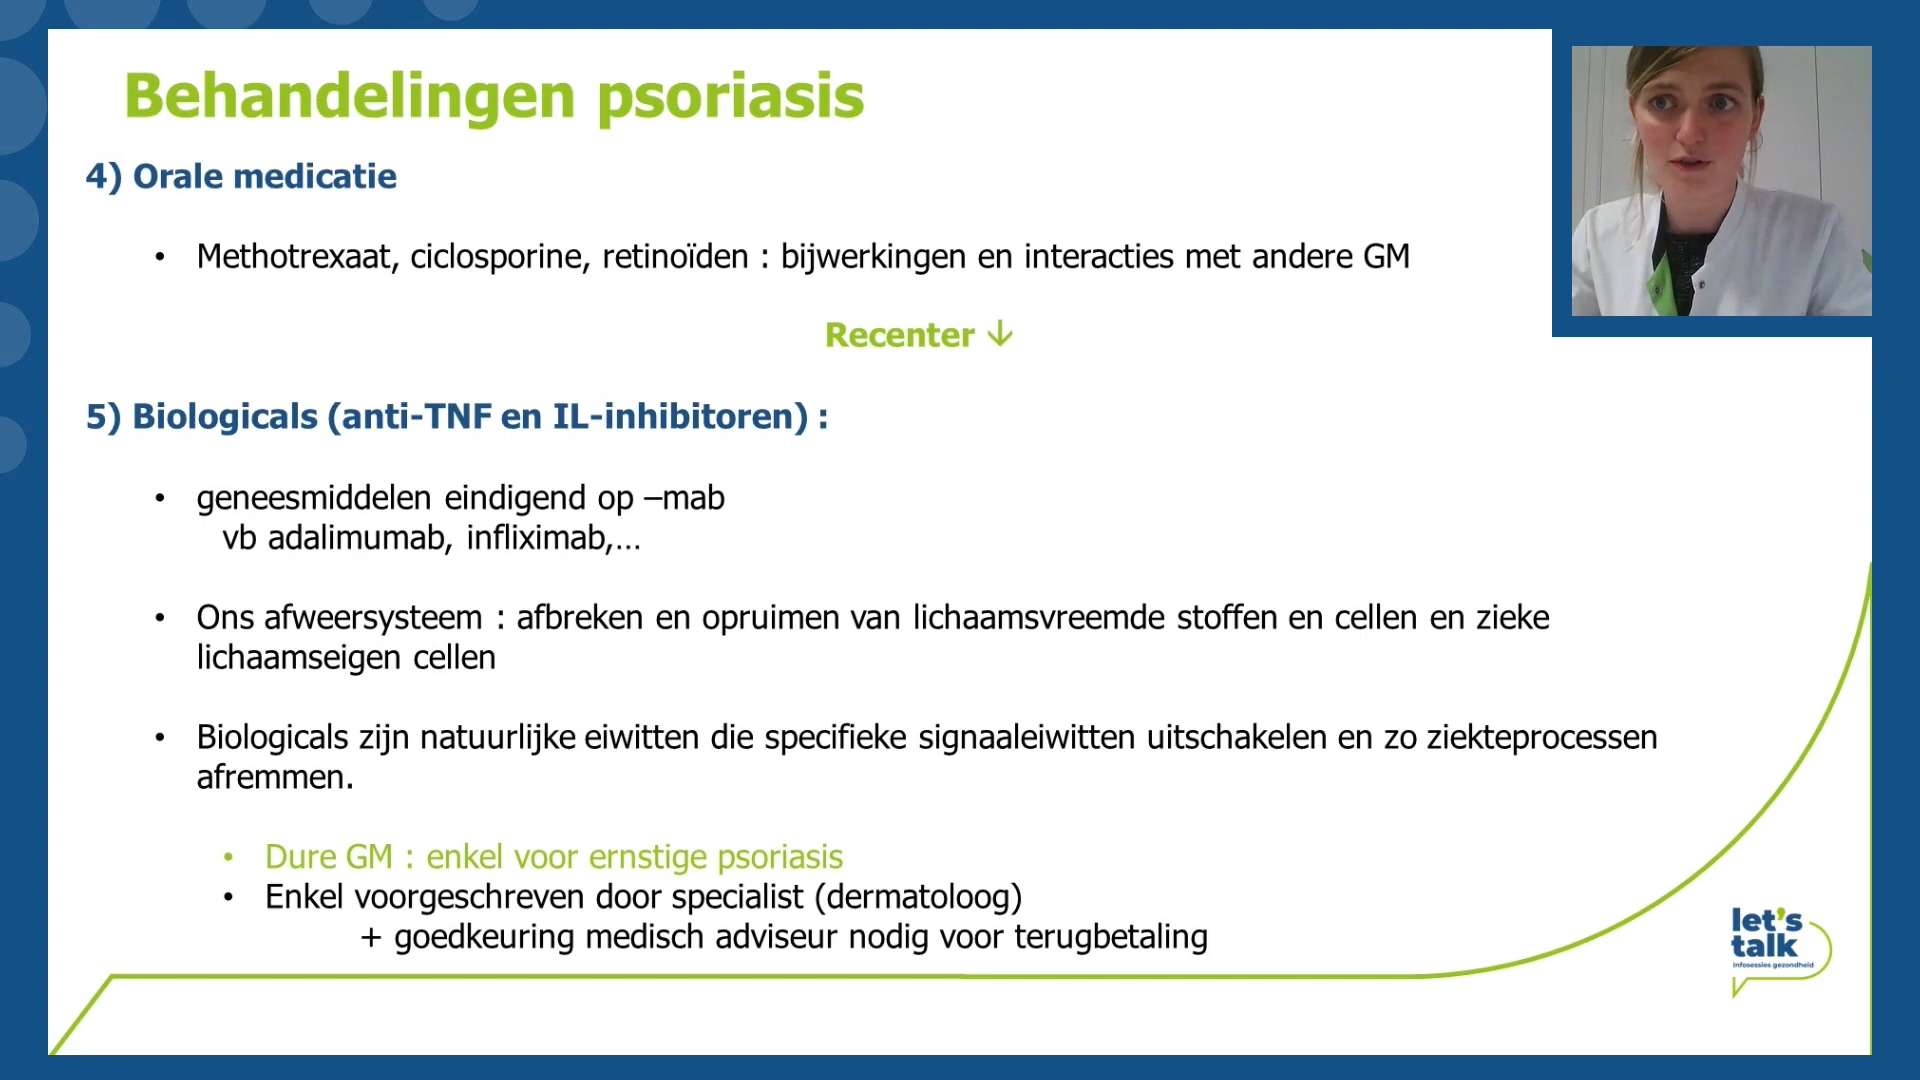 Behandelingen psoriasis
4) Orale medicatie
• Methotrexaat, ciclosporine, retinoïden : bijwerkingen en interacties met andere GM
Recenter ↓
5) Biologicals (anti-TNF en IL-inhibitoren) :
• geneesmiddelen eindigend op –mab
vb adalimumab, infliximab,…
• Ons afweersysteem : afbreken en opruimen van lichaamsvreemde stoffen en cellen en zieke
lichaamseigen cellen
• Biologicals zijn natuurlijke eiwitten die specifieke signaaleiwitten uitschakelen en zo ziekteprocessen
afremmen.
• Dure GM : enkel voor ernstige psoriasis
• Enkel voorgeschreven door specialist (dermatoloog)
+ goedkeuring medisch adviseur nodig voor terugbetaling
let's
talk
Infosessies gezondheid